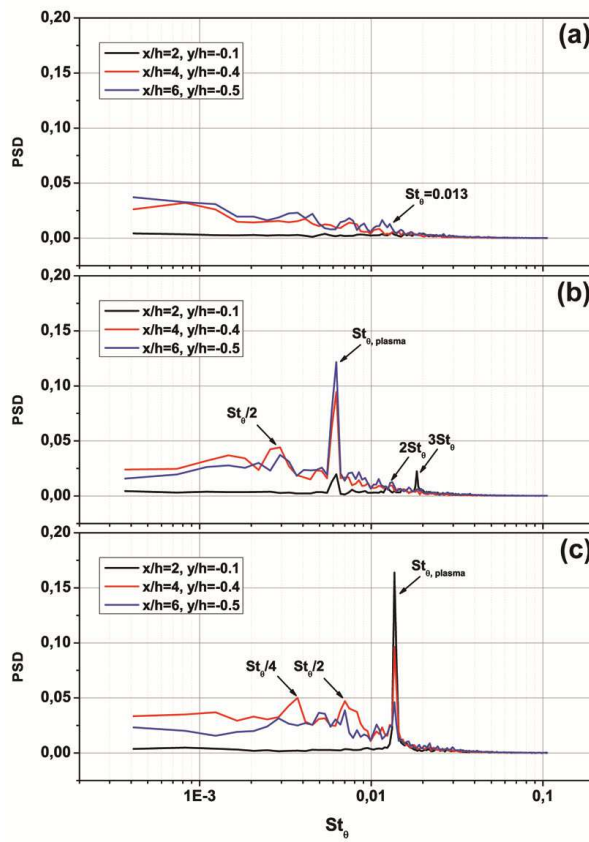 (a)
0,20
0,15
0,10
0,05
0,00
PSD
x/h=2, y/h=-0.1
x/h=4, y/h=-0.4
x/h=6, y/h=-0.5
Stθ=0.013
(b)
0,20
0,15
0,10
0,05
0,00
PSD
x/h=2, y/h=-0.1
x/h=4, y/h=-0.4
x/h=6, y/h=-0.5
Stθ, plasma
Stθ/2
2Stθ
3Stθ
(c)
0,20
0,15
0,10
0,05
0,00
PSD
x/h=2, y/h=-0.1
x/h=4, y/h=-0.4
x/h=6, y/h=-0.5
Stθ, plasma
Stθ/4
Stθ/2
1E-3
0,01
0,1
Stθ